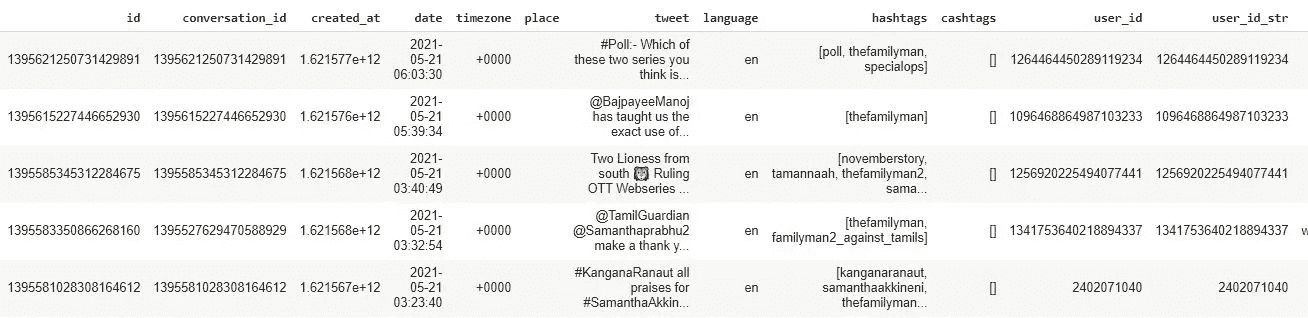 id conversation_id created_at date timezone place tweet language hashtags cashtags user_id user_id_str
1395621250731429891 1395621250731429891 1.621577e+12
2021-
05-21
06:03:30
+0000
#Poll:- Which of
these two series you
think is...
en
[poll, thefamilyman,
specialops]
[] 1264464450289119234 1264464450289119234
1395615227446652930 1395615227446652930 1.621576e+12
2021-
05-21
05:39:34
+0000
@BajpayeeManoj
has taught us the
exact use of...
en
[thefamilyman]
[] 1096468864987103233 1096468864987103233
1395585345312284675 1395585345312284675 1.621568e+12
2021-
05-21
03:40:49
+0000
Two Lioness from
south Ruling
OTT Webseries ...
en
[novemberstory,
tamannaah, thefamilyman2,
sama...
[] 1256920225494077441 1256920225494077441
1395583350866268160 1395527629470588929 1.621568e+12
2021-
05-21
03:32:54
+0000
@TamilGuardian
@Samanthaprabhu2
make a thank y...
en
[thefamilyman,
familyman2_against_tamils]
[] 1341753640218894337 1341753640218894337
1395581028308164612 1395581028308164612 1.621567e+12
2021-
05-21
03:23:40
+0000
#KanganaRanaut all
praises for
#SamanthaAkkin...
en
[kanganaranaut,
samanthaakkineni,
thefamilyman...
[] 2402071040 2402071040